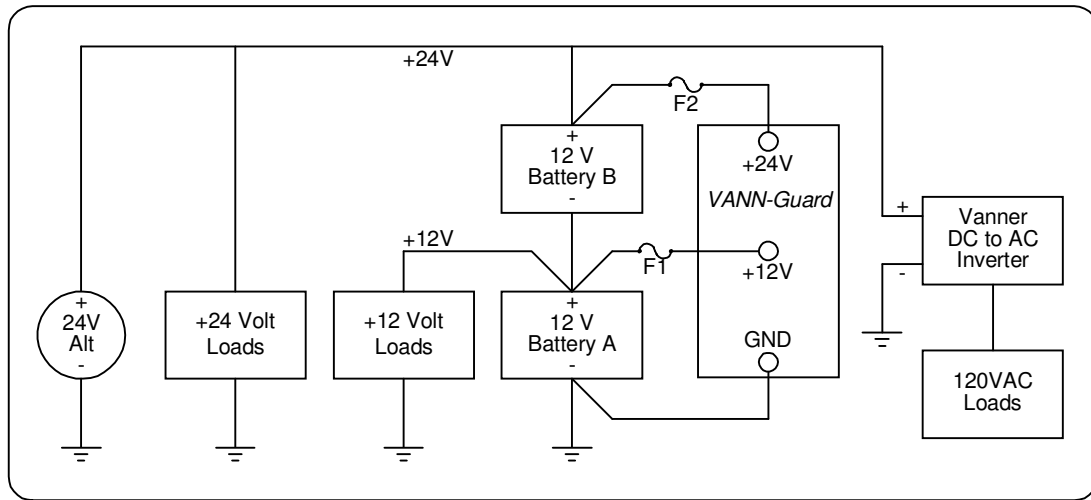 +24V
F2
+
12 V
Battery B
-
+24V
VANN-Guard
+12V
F1
+12V
+
Vanner
DC to AC
Inverter
-
+
24V
Alt
-
+24 Volt
Loads
+12 Volt
Loads
+
12 V
Battery A
-
GND
120VAC
Loads